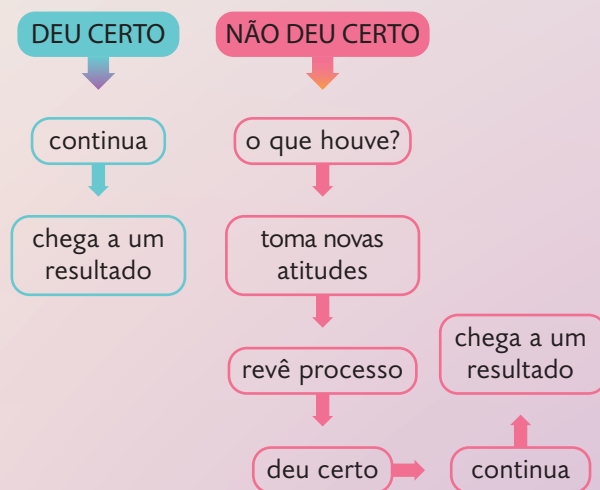 DEU CERTO
continua
chega a um
resultado
NÃO DEU CERTO
o que houve?
toma novas
atitudes
revê processo
deu certo
continua
chega a um
resultado